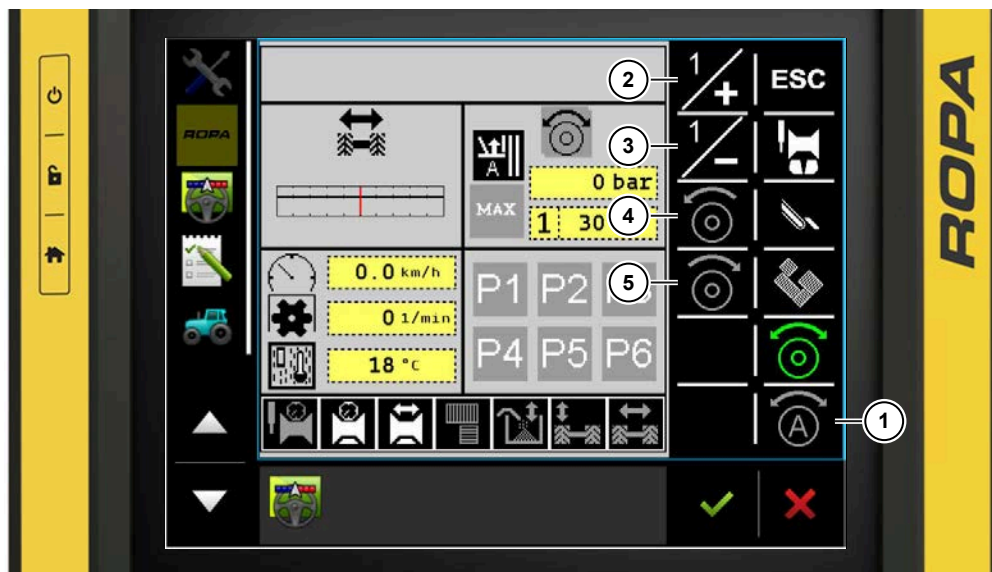 ROPA
1
+
ESC
2
ROPA
1
-
3
A
0 bar
MAX
1 30
4
0.0 km/h
P1 P2
5
0 1/min
18 °C
P4 P5 P6
A
1